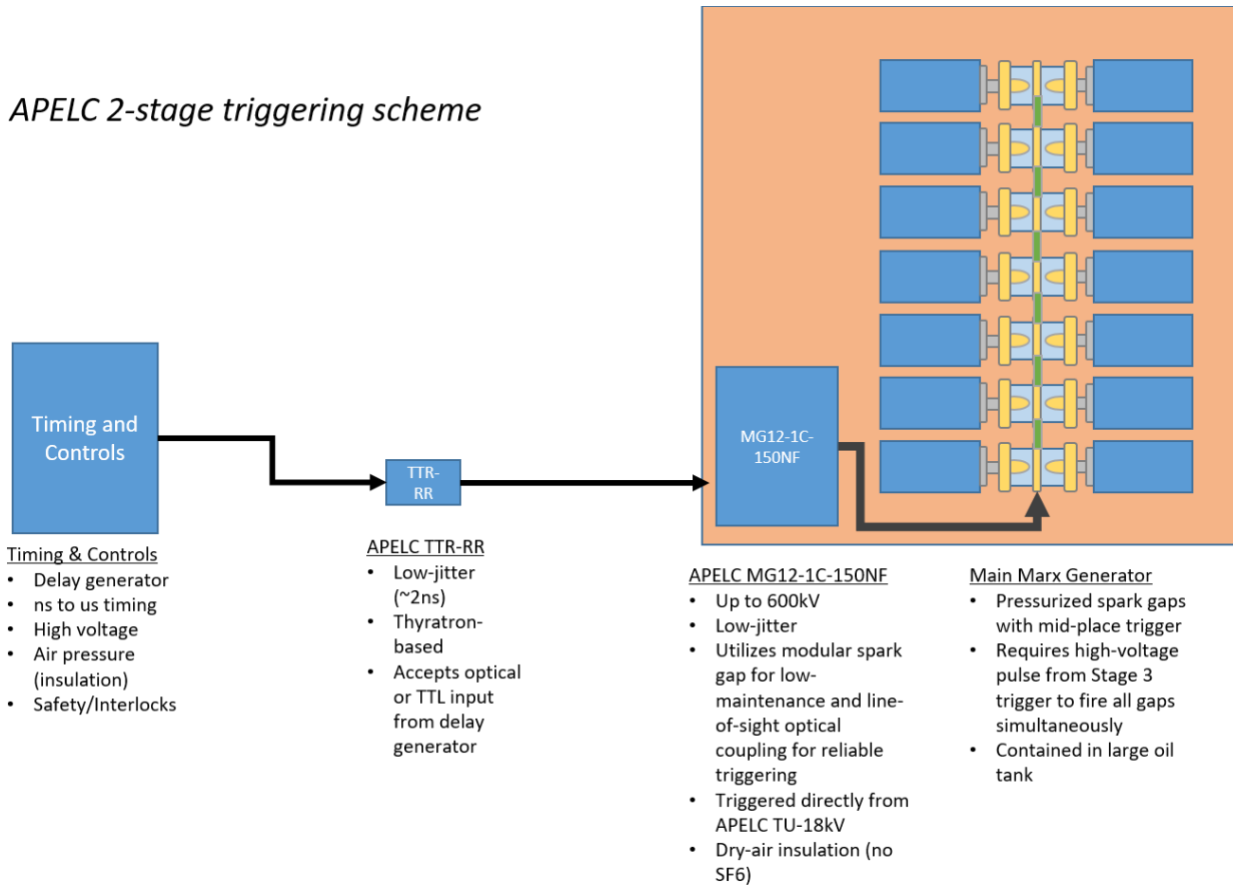 APELC 2-stage triggering scheme
Timing and
Controls
TTR-
RR
MG12-1C-
150NF
Timing & Controls
• Delay generator
• ns to us timing
• High voltage
• Air pressure
(insulation)
• Safety/Interlocks
APELC TTR-RR
• Low-jitter
(~2ns)
• Thyratron-
based
• Accepts optical
or TTL input
from delay
generator
APELC MG12-1C-150NF
• Up to 600kV
• Low-jitter
• Utilizes modular spark
gap for low-
maintenance and line-
of-sight optical
coupling for reliable
triggering
• Triggered directly from
APELC TU-18kV
• Dry-air insulation (no
SF6)
Main Marx Generator
• Pressurized spark gaps
with mid-place trigger
• Requires high-voltage
pulse from Stage 3
trigger to fire all gaps
simultaneously
• Contained in large oil
tank